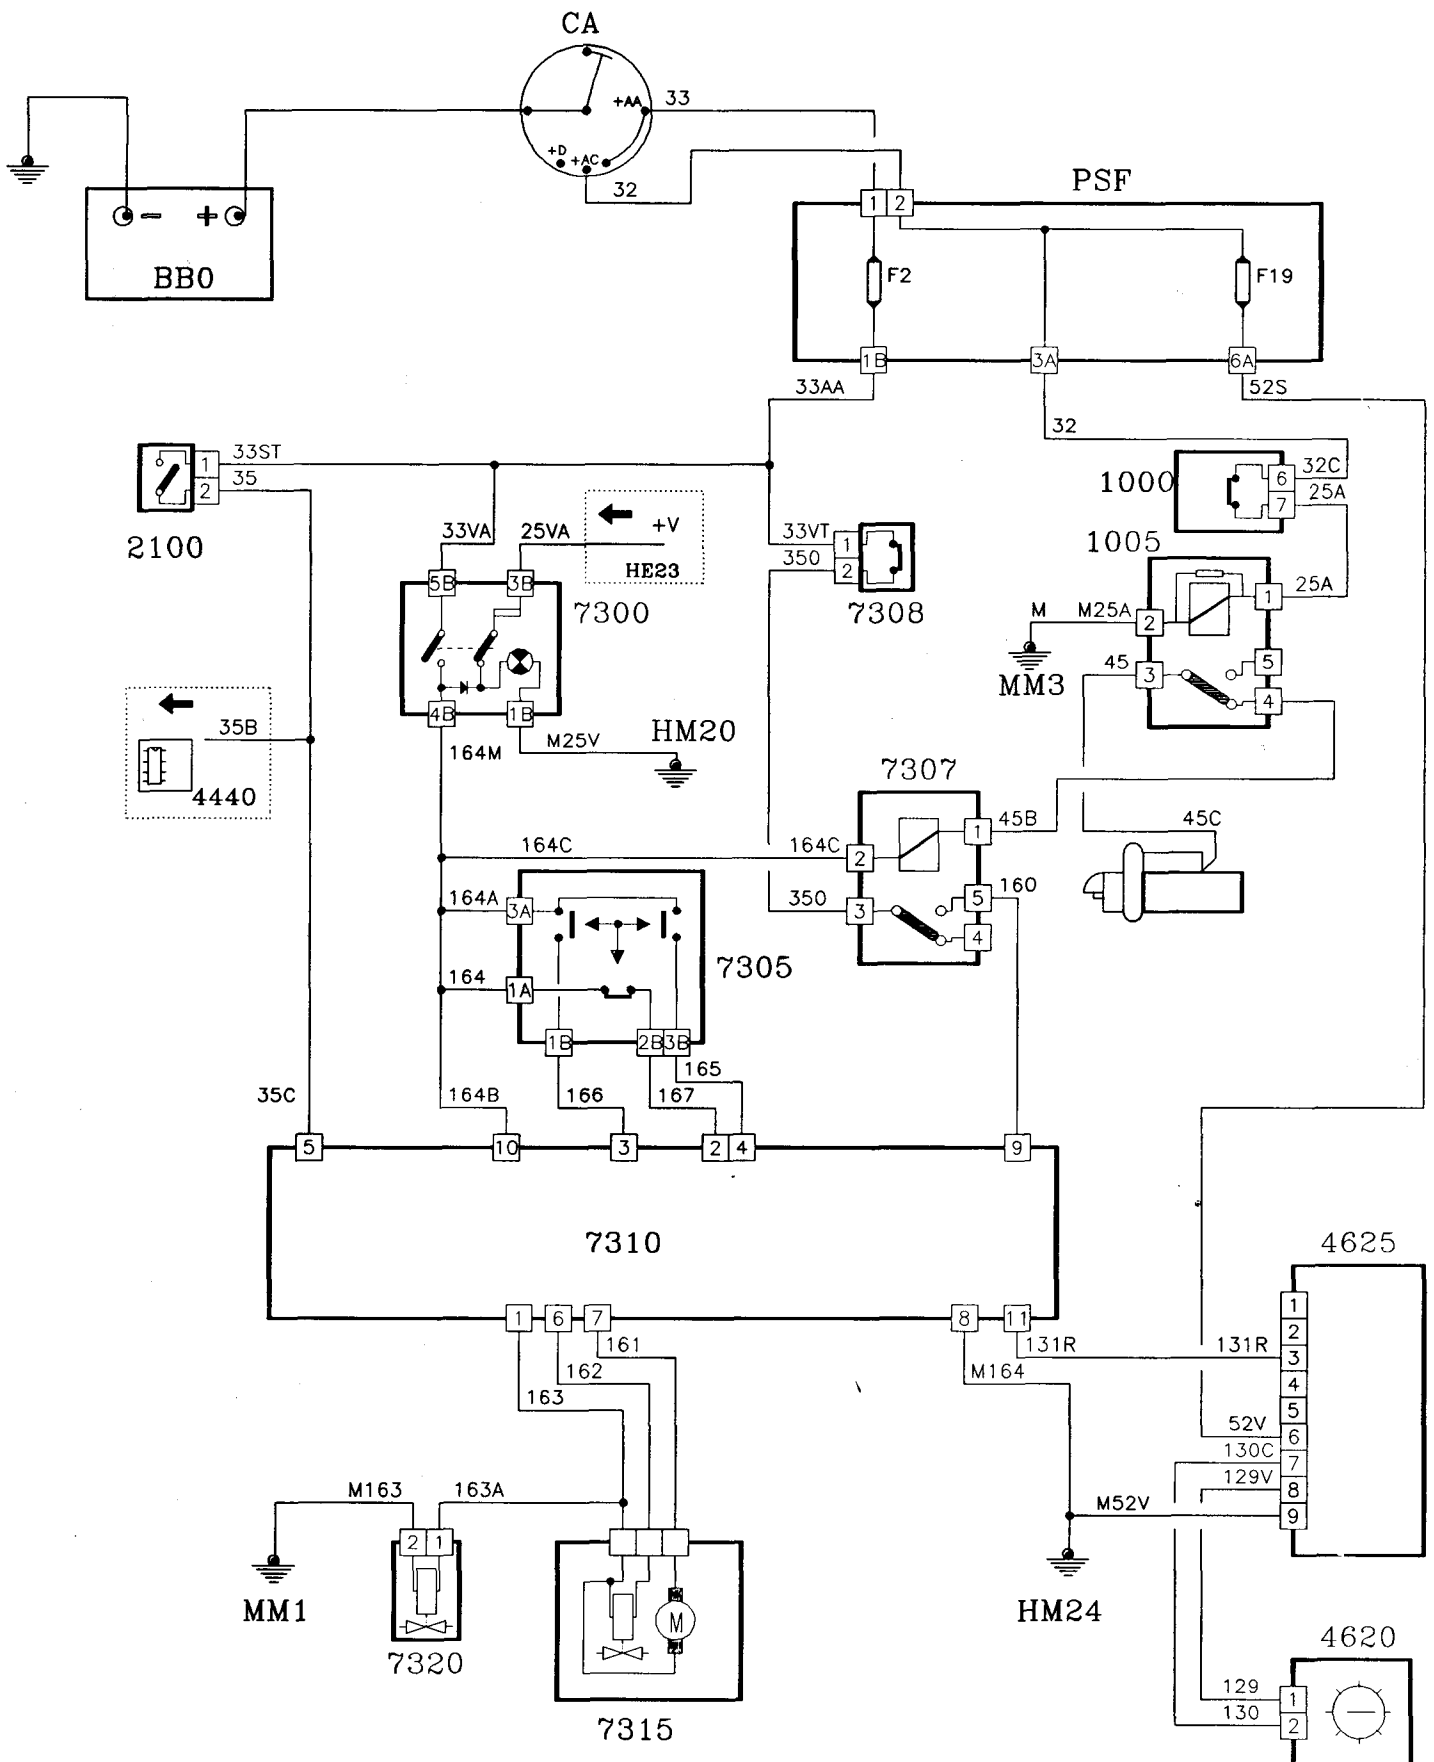 CA
+AA
33
+D
+AC
32
PSF
- +
BB0
1 2
F2
F19
1B
3A
6A
33AA
52S
32
33ST
1
35
2
2100
32C
6
1000
25A
7
33VA
25VA
+V
HE23
33VT
1
350
2
7308
1005
5B
3B
7300
1
25A
M
M25A
2
MM3
5
45
3
4
4B
1B
164M
M25V
HM20
35B
4440
7307
45B
1
45C
164C
164C
2
164A
3A
350
3
5
160
4
7305
164
1A
1B
2B
3B
165
35C
164B
166
167
5
10
3
2
4
9
7310
4625
1
6
7
8
11
161
162
163
131R
131R
M164
1
2
3
4
5
52V
6
130C
7
129V
8
M52V
9
M163
163A
2
1
MM1
7320
M
7315
HM24
4620
129
1
130
2